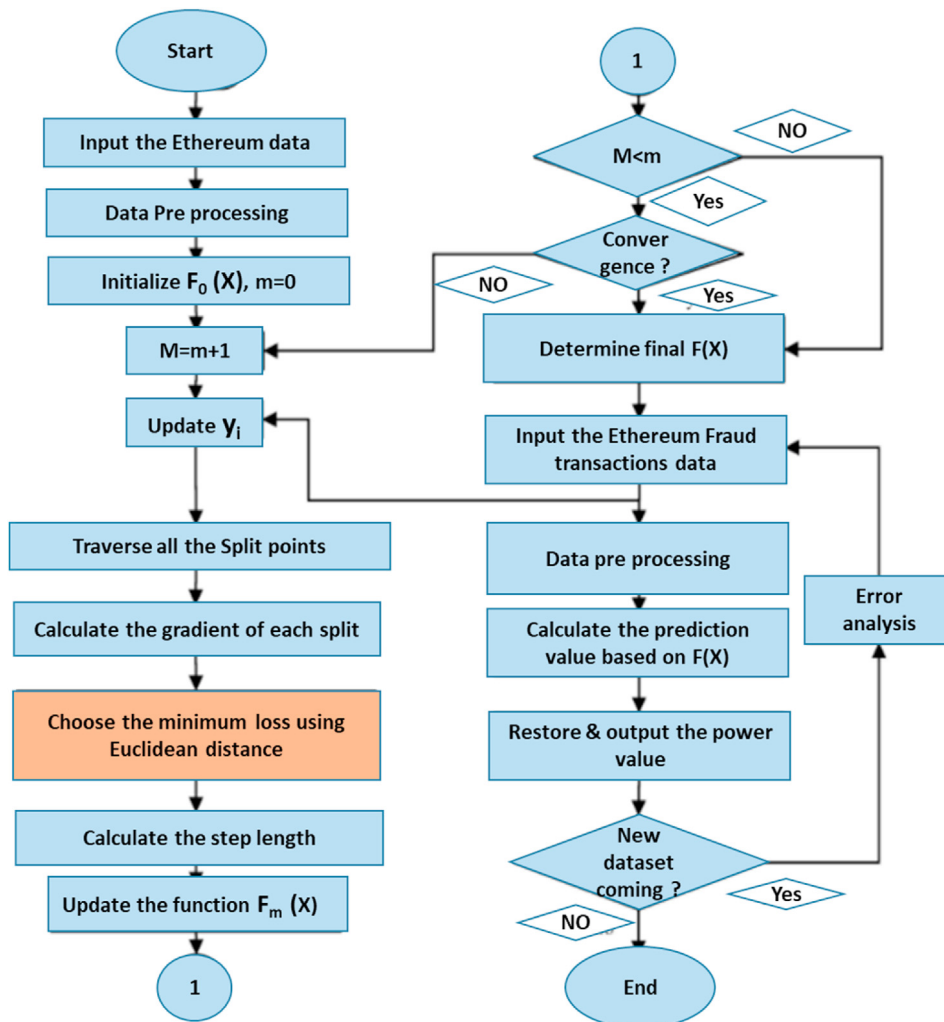 Start
Input the Ethereum data
Data Pre processing
Initialize F₀ (X), m=0
M=m+1
Update yᵢ
Traverse all the Split points
Calculate the gradient of each split
Choose the minimum loss using
Euclidean distance
Calculate the step length
Update the function Fₘ (X)
1
1
M<m
NO
Yes
Conver
gence ?
NO
Yes
Determine final F(X)
Input the Ethereum Fraud
transactions data
Data pre processing
Calculate the prediction
value based on F(X)
Error
analysis
Restore & output the power
value
New
dataset
coming ?
Yes
NO
End